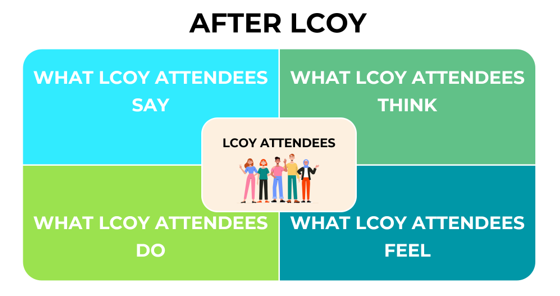 AFTER LCOY
WHAT LCOY ATTENDEES
SAY
WHAT LCOY ATTENDEES
THINK
LCOY ATTENDEES
WHAT LCOY ATTENDEES
DO
WHAT LCOY ATTENDEES
FEEL